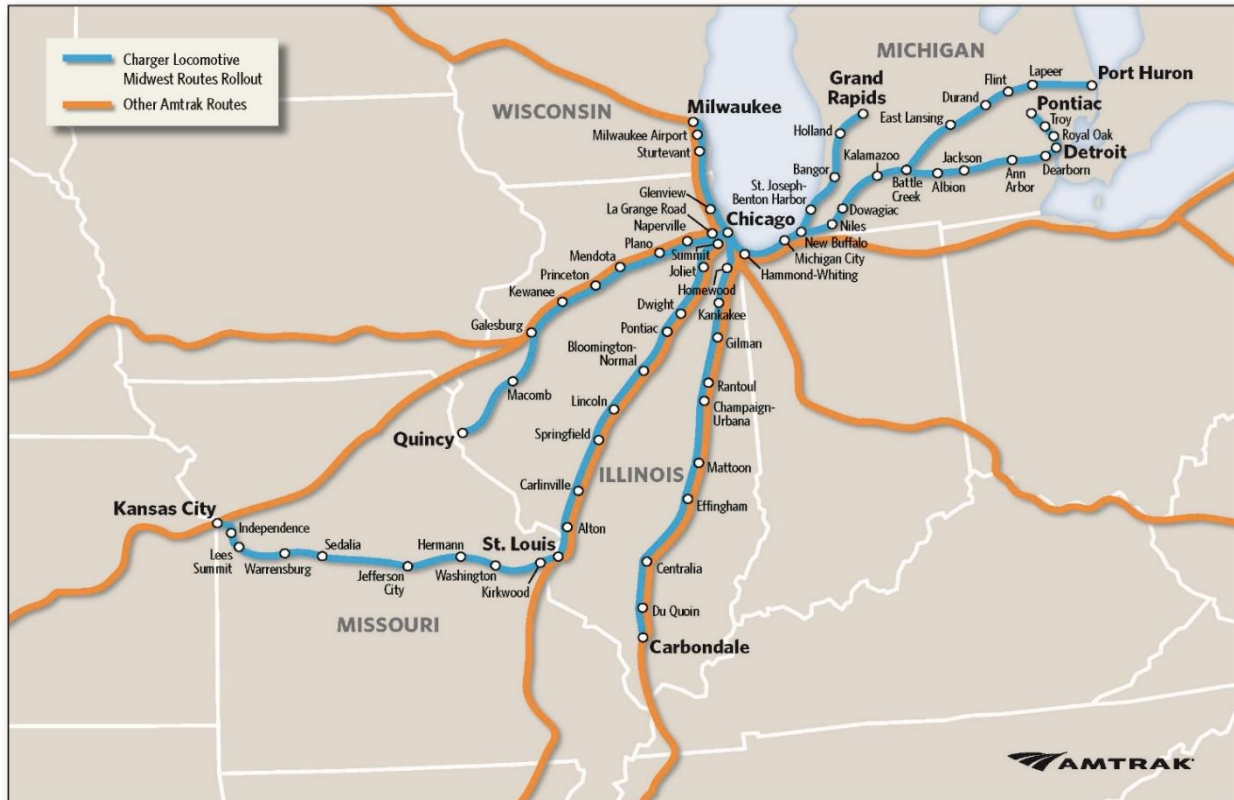 Charger Locomotive
Midwest Routes Rollout
Other Amtrak Routes
WISCONSIN
MICHIGAN
Milwaukee
Milwaukee Airport
Sturtevant
Glenview
La Grange Road
Naperville
Plano
Mendota
Princeton
Kewanee
Galesburg
Macomb
Quincy
Chicago
Summit
Joliet
Dwight
Pontiac
Bloomington-
Normal
Lincoln
Springfield
Carlinville
Alton
St. Louis
ILLINOIS
Homewood
Kankakee
Gilman
Rantoul
Champaign-
Urbana
Mattoon
Effingham
Centralia
Du Quoin
Carbondale
Kansas City
Independence
Lees
Summit
Warrensburg
Sedalia
Jefferson
City
Hermann
Washington
Kirkwood
MISSOURI
Grand
Rapids
Holland
Bangor
St. Joseph-
Benton Harbor
Hammond-Whiting
Michigan City
New Buffalo
Niles
Dowagiac
Kalamazoo
Battle
Creek
Albion
Jackson
Ann
Arbor
Dearborn
Detroit
Royal Oak
Troy
Pontiac
East Lansing
Durand
Flint
Lapeer
Port Huron
AMTRAK